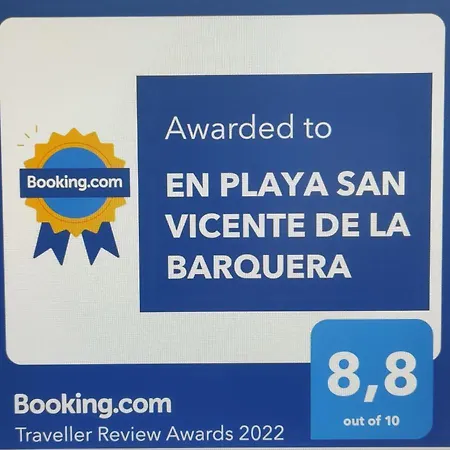 Booking.com
Awarded to
EN PLAYA SAN
VICENTE DE LA
BARQUERA
8,8
out of 10
Booking.com
Traveller Review Awards 2022